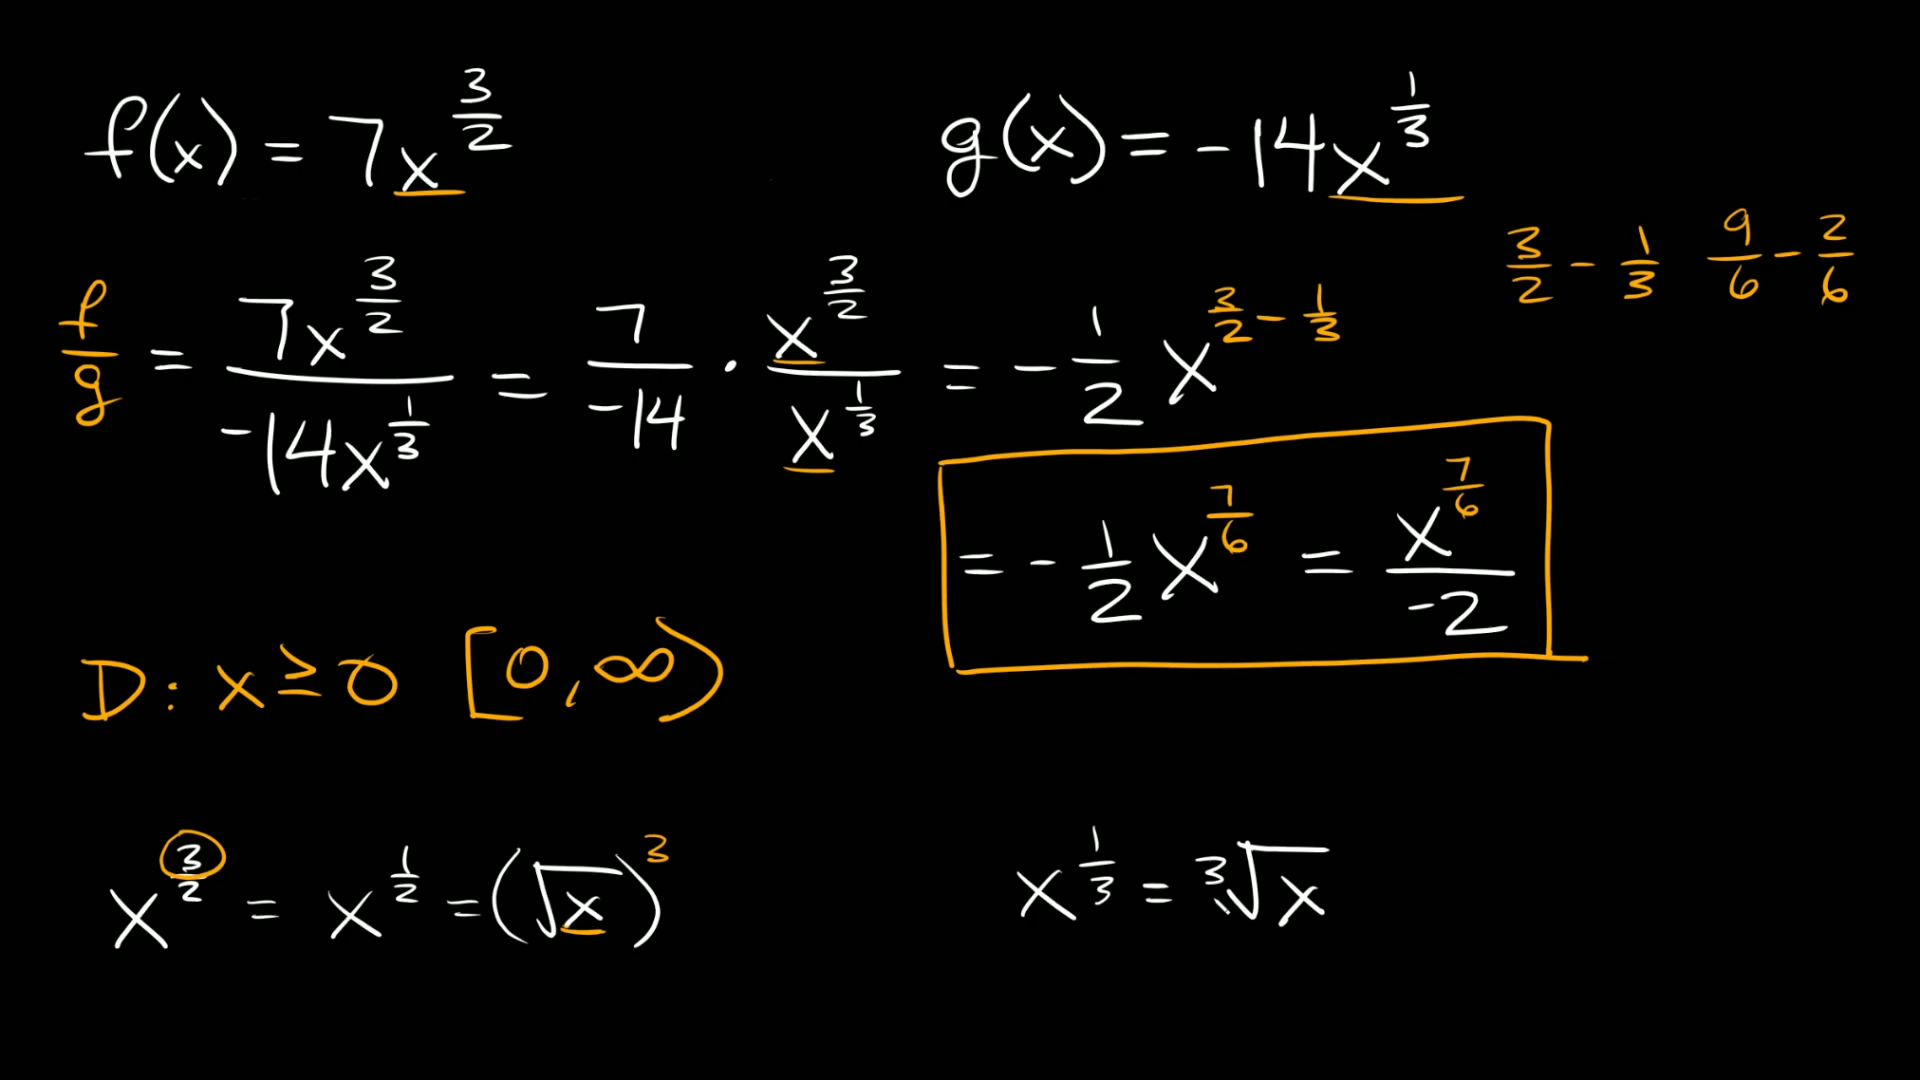 f(x) = 7x^(3/2)   g(x) = -14x^(1/3)
3/2 - 1/3   9/6 - 2/6
f/g = 7x^(3/2) / -14x^(1/3) = 7/-14 · x^(3/2) / x^(1/3) = -1/2 x^(3/2 - 1/3)
= -1/2 x^(7/6) = x^(7/6) / -2
D: x ≥ 0 [0, ∞)
x^(3/2) = x^(1/2) = (√x)^3   x^(1/3) = ∛x